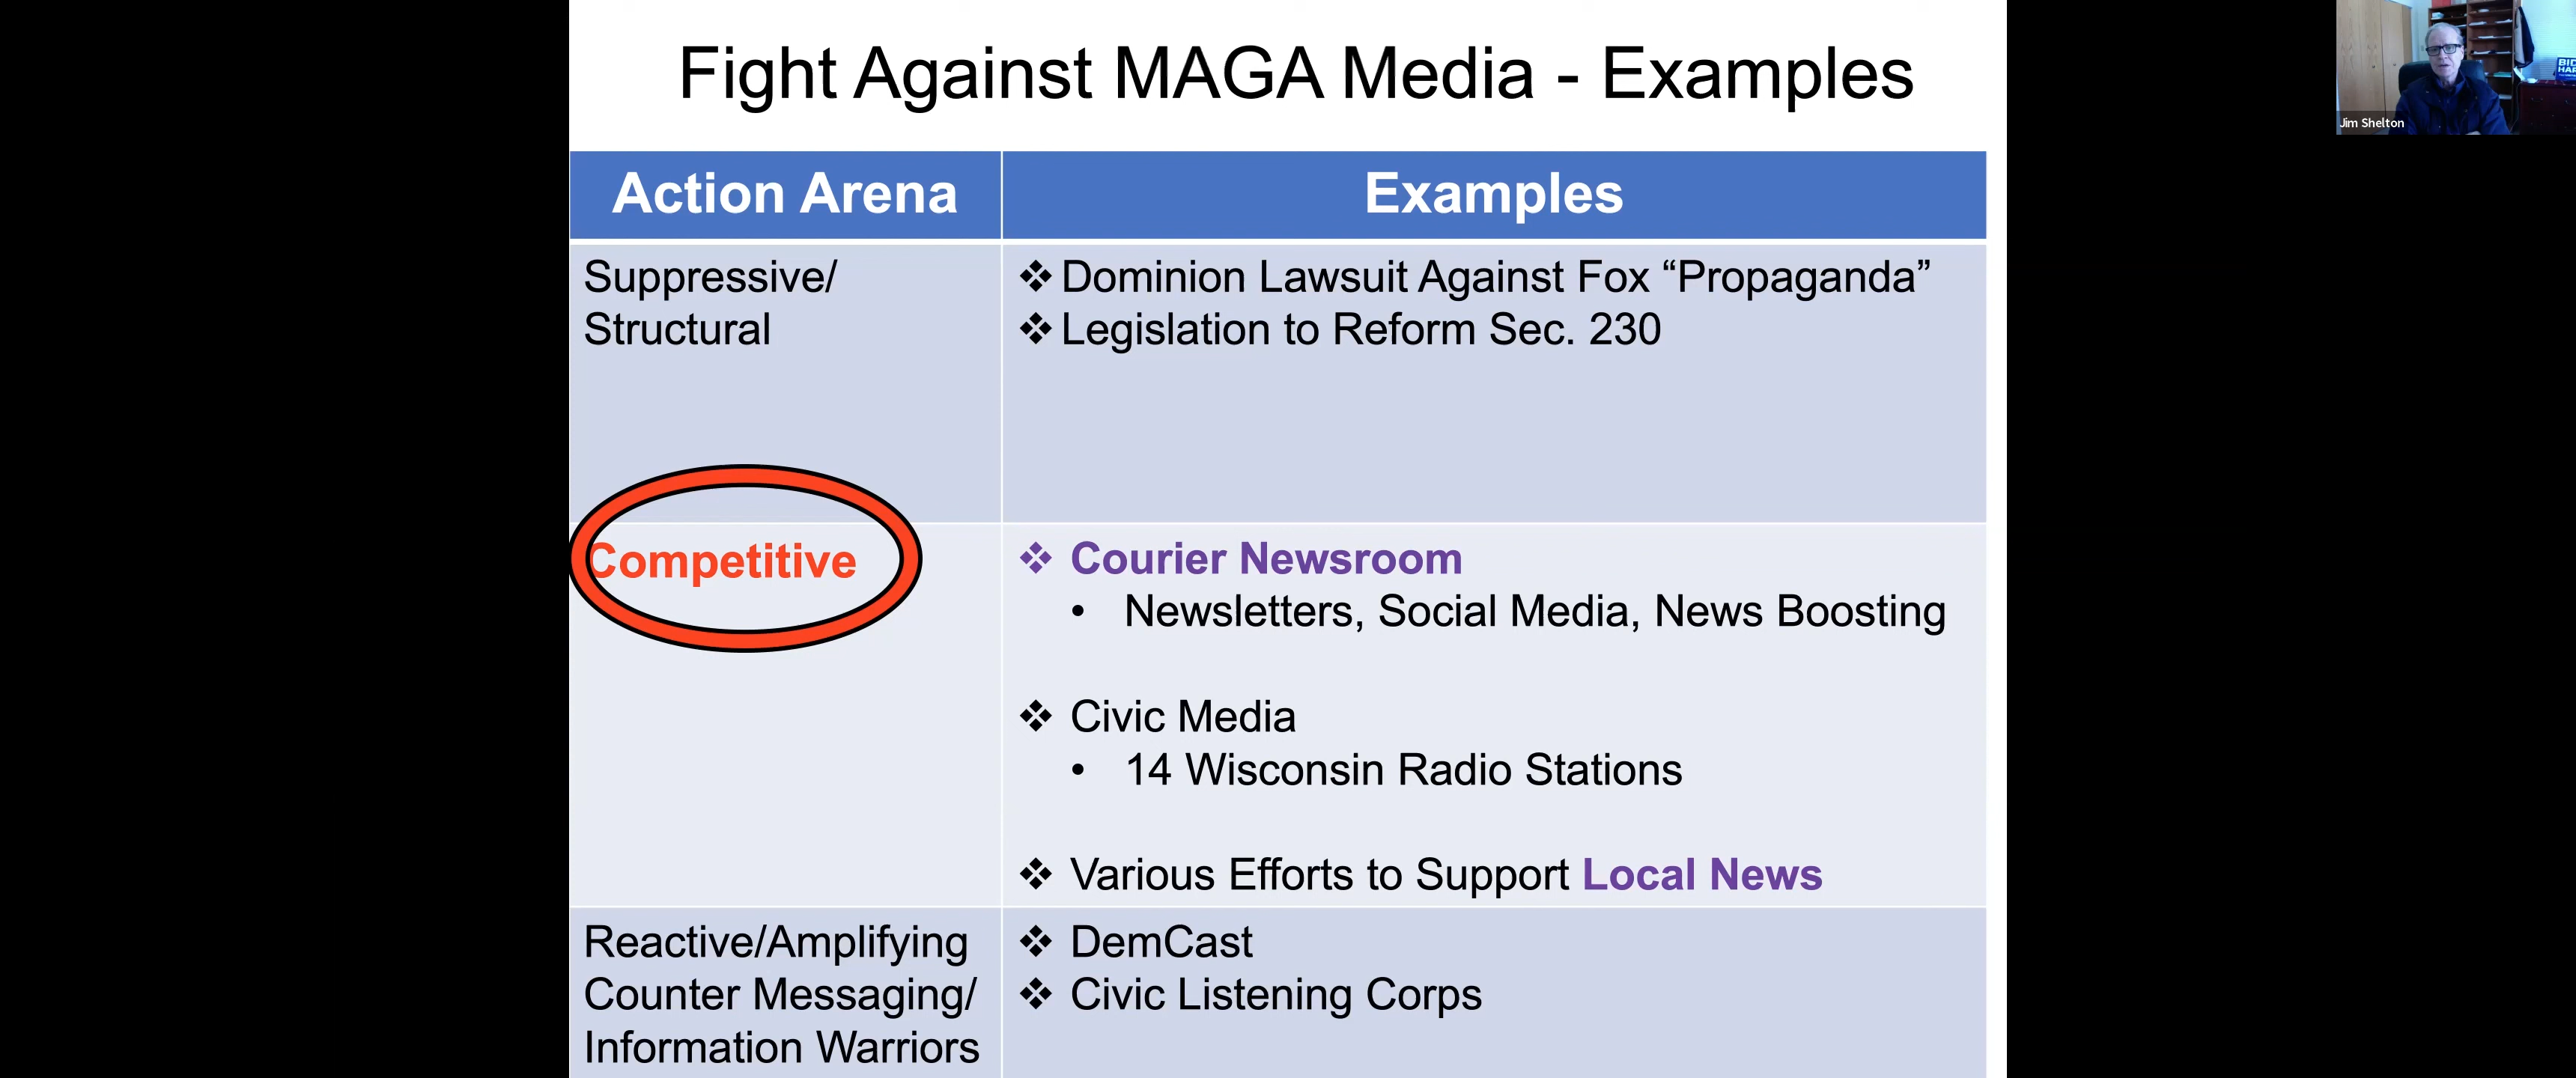 Fight Against MAGA Media - Examples
Jim Shelton
Action Arena
Examples
Suppressive/
Structural
❖ Dominion Lawsuit Against Fox “Propaganda”
❖ Legislation to Reform Sec. 230
Competitive
❖ Courier Newsroom
• Newsletters, Social Media, News Boosting
❖ Civic Media
• 14 Wisconsin Radio Stations
❖ Various Efforts to Support Local News
Reactive/Amplifying
Counter Messaging/
Information Warriors
❖ DemCast
❖ Civic Listening Corps